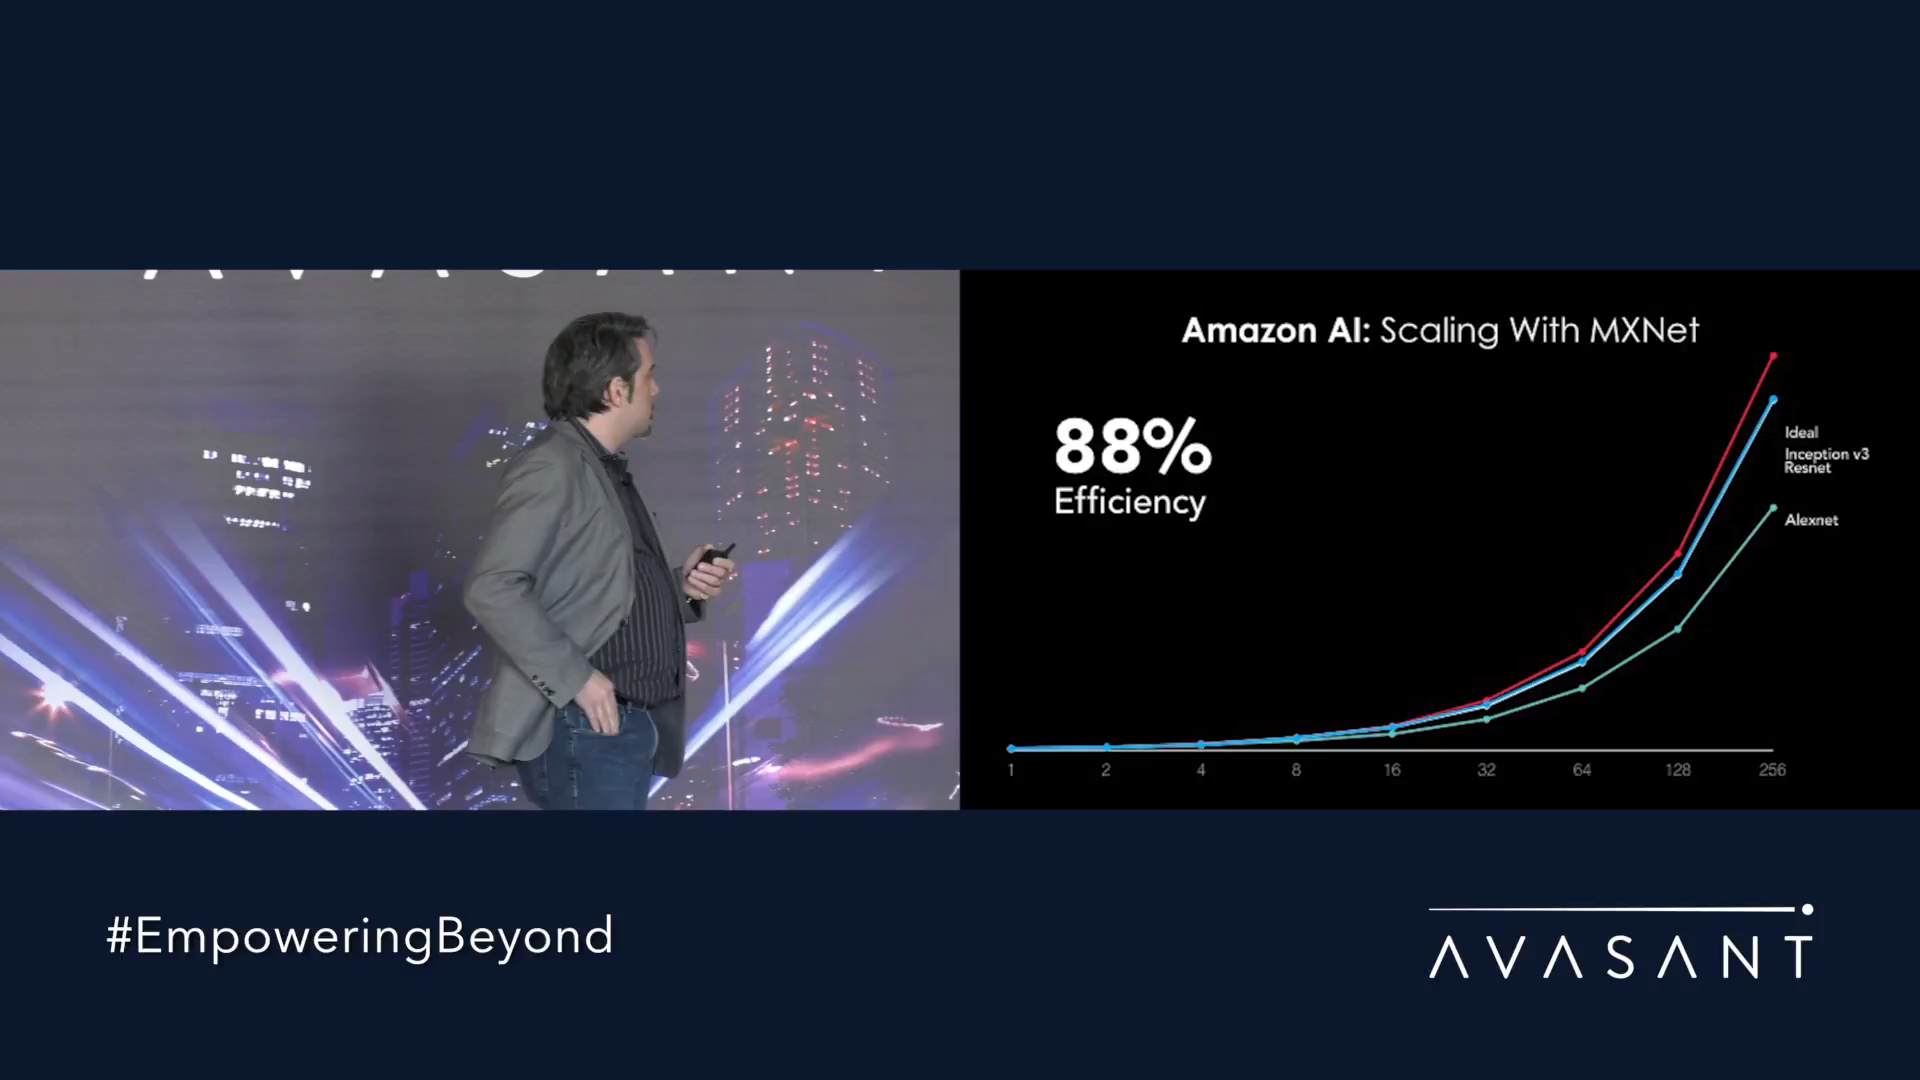 AVASANT
Amazon AI: Scaling With MXNet
88%
Efficiency
Ideal
Inception v3
Resnet
Alexnet
1 2 4 8 16 32 64 128 256
#EmpoweringBeyond
AVASANT